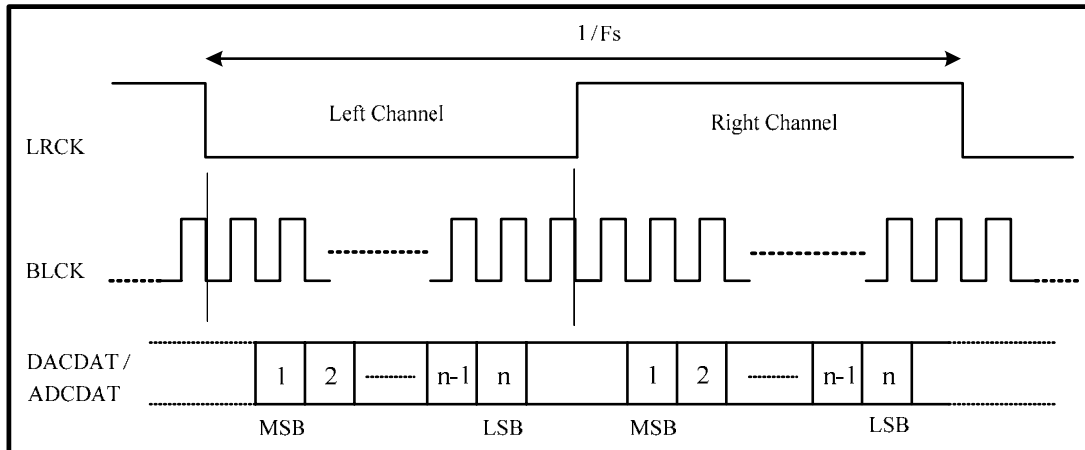 1/Fs
Left Channel
Right Channel
LRCK
BLCK
DACDAT /
ADCDAT
1 2 n-1 n 1 2 n-1 n
MSB LSB MSB LSB